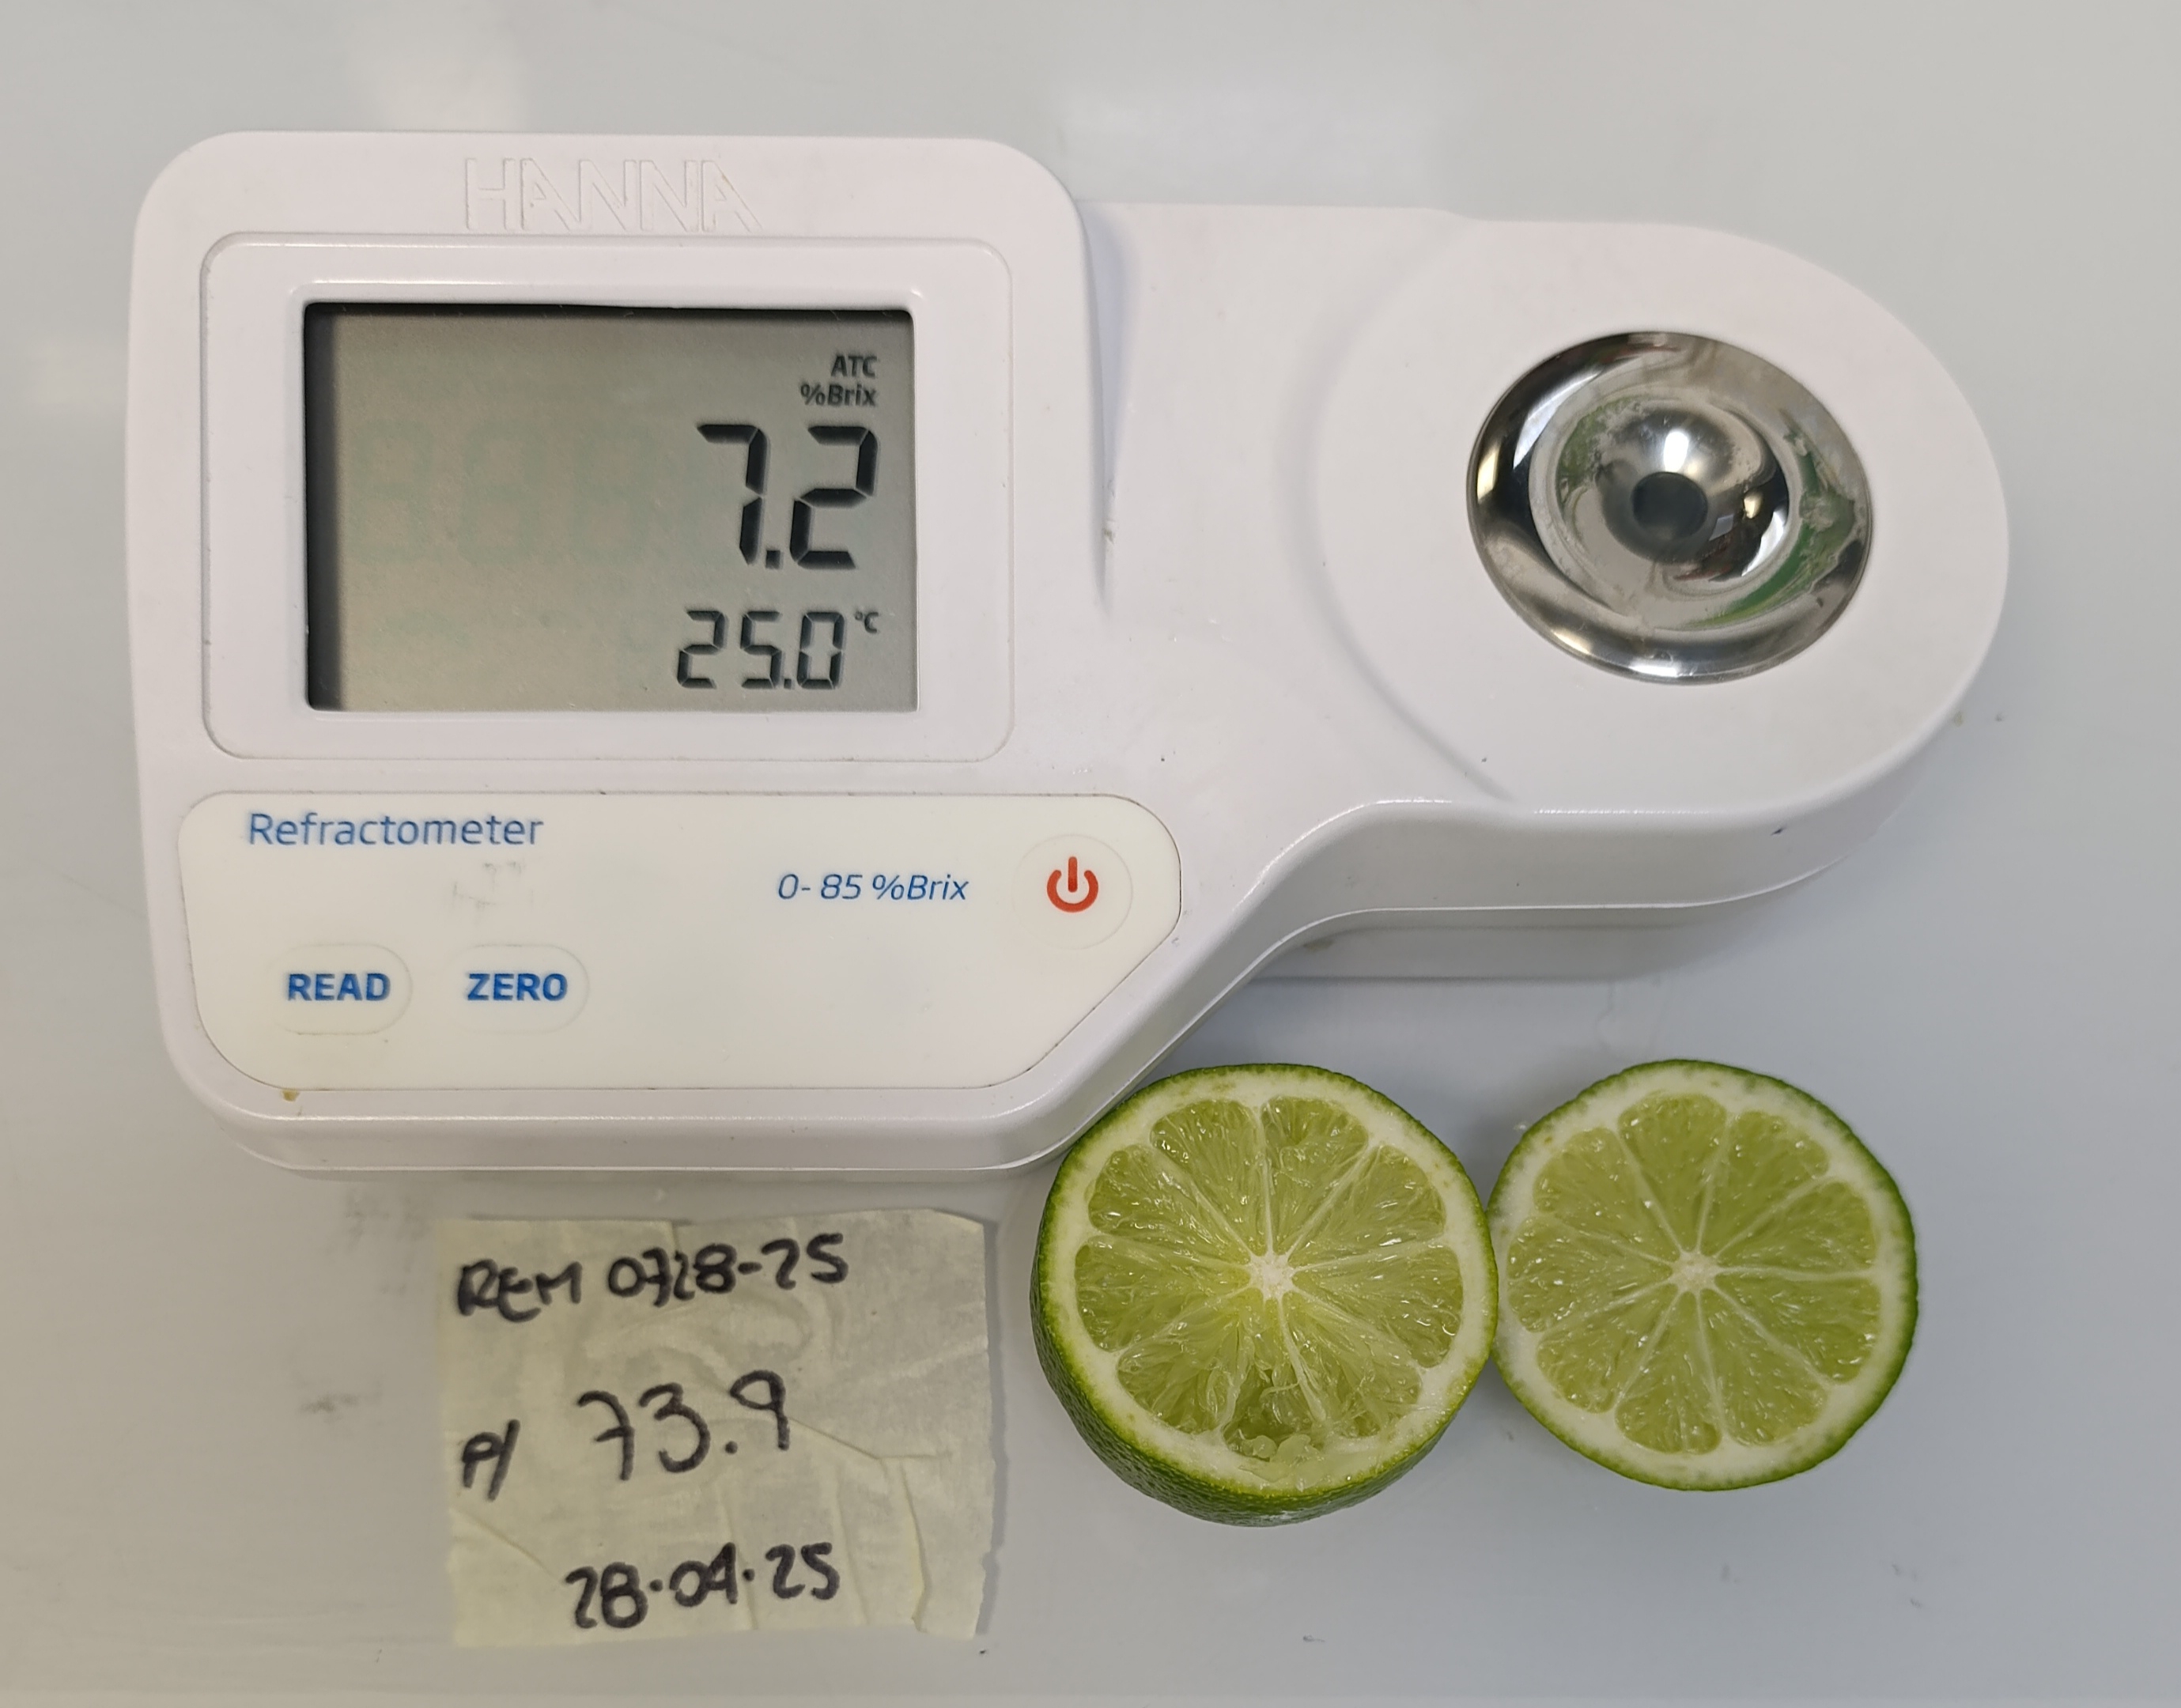 HANNA
ATC
%Brix
7.2
25.0 °C
Refractometer
0-85 %Brix
READ
ZERO
REM 0728-25
P/ 73.9
28.04.25